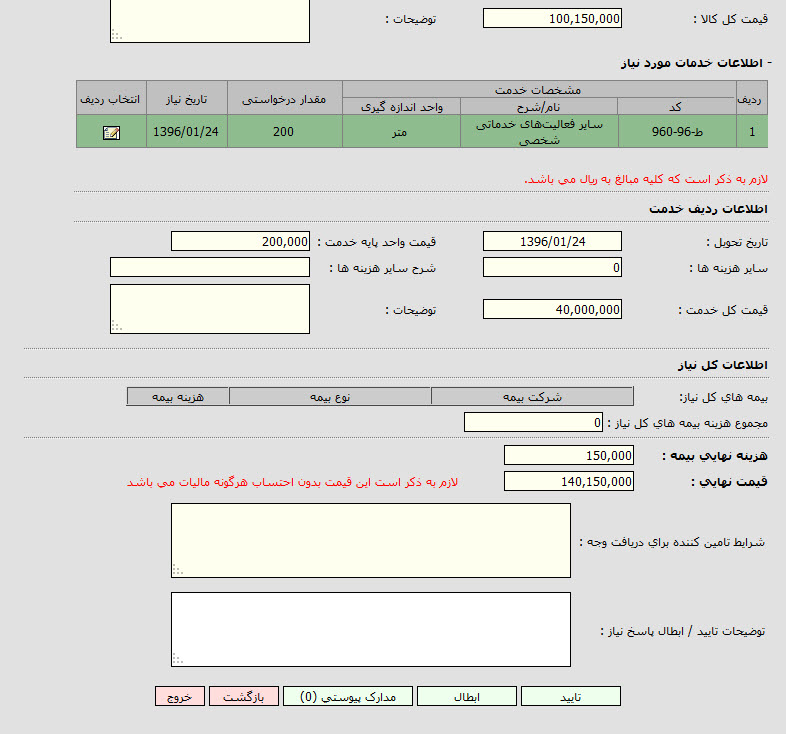 قیمت کل کالا : 100,150,000 توضیحات :
- اطلاعات خدمات مورد نیاز
ردیف مشخصات خدمت مقدار درخواستی تاریخ نیاز انتخاب ردیف
کد نام/شرح واحد اندازه گیری
1 ط-96-960 سایر فعالیت‌های خدماتی شخصی متر 200 1396/01/24
لازم به ذکر است که کلیه مبالغ به ریال می باشد.
اطلاعات ردیف خدمت
تاریخ تحویل : 1396/01/24 قیمت واحد پایه خدمت : 200,000
سایر هزینه ها : 0 شرح سایر هزینه ها :
قیمت کل خدمت : 40,000,000 توضیحات :
اطلاعات کل نیاز
بیمه های کل نیاز: شرکت بیمه نوع بیمه هزینه بیمه
مجموع هزینه بیمه های کل نیاز : 0
هزینه نهایي بیمه : 150,000
قیمت نهایي : 140,150,000 لازم به ذکر است این قیمت بدون احتساب هرگونه مالیات می باشد
شرایط تامین کننده براي دریافت وجه :
توضیحات تایید / ابطال پاسخ نیاز :
تایید ابطال مدارک پیوستي (0) بازگشت خروج